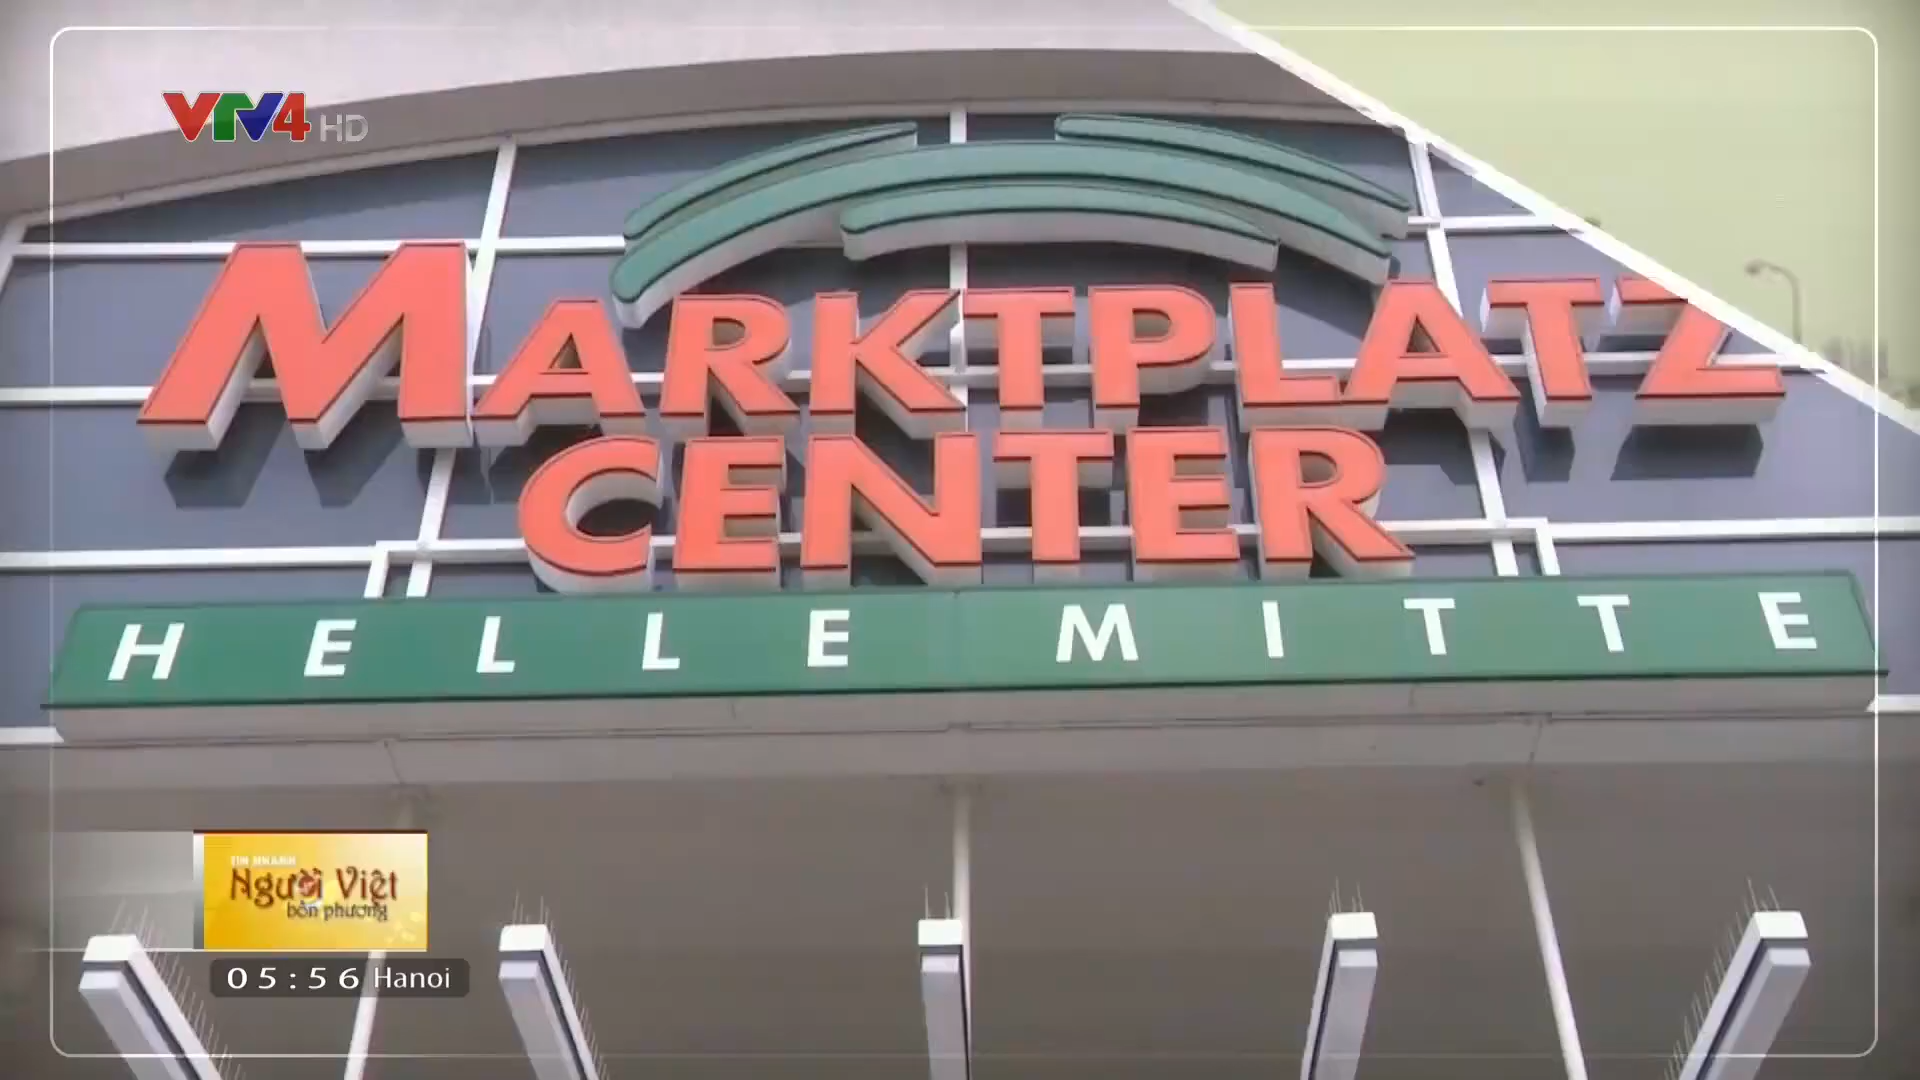 VTV4 HD
MARKTPLATZ
CENTER
HELLE MITTE
TIN NHANH
Người Việt
bốn phương
05:56 Hanoi